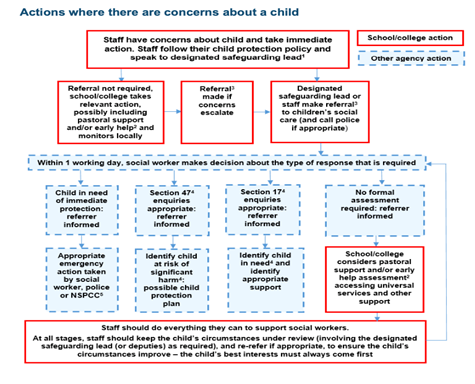 Actions where there are concerns about a child
Staff have concerns about child and take immediate
action. Staff follow their child protection policy and
speak to designated safeguarding lead¹
School/college action
Other agency action
Referral not required,
school/college takes
relevant action,
possibly including
pastoral support
and/or early help² and
monitors locally
Referral³
made if
concerns
escalate
Designated
safeguarding lead or
staff make referral³
to children's social
care (and call police
if appropriate)
Within 1 working day, social worker makes decision about the type of response that is required
Child in need
of immediate
protection:
referrer
informed
Section 47⁴
enquiries
appropriate:
referrer
informed
Section 17⁴
enquiries
appropriate:
referrer
informed
No formal
assessment
required: referrer
informed
Appropriate
emergency
action taken
by social
worker, police
or NSPCC⁵
Identify child
at risk of
significant
harm⁴:
possible child
protection
plan
Identify child
in need⁴ and
identify
appropriate
support
School/college
considers pastoral
support and/or early
help assessment²
accessing universal
services and other
support
Staff should do everything they can to support social workers.
At all stages, staff should keep the child's circumstances under review (involving the designated
safeguarding lead (or deputies) as required), and re-refer if appropriate, to ensure the child's
circumstances improve – the child's best interests must always come first